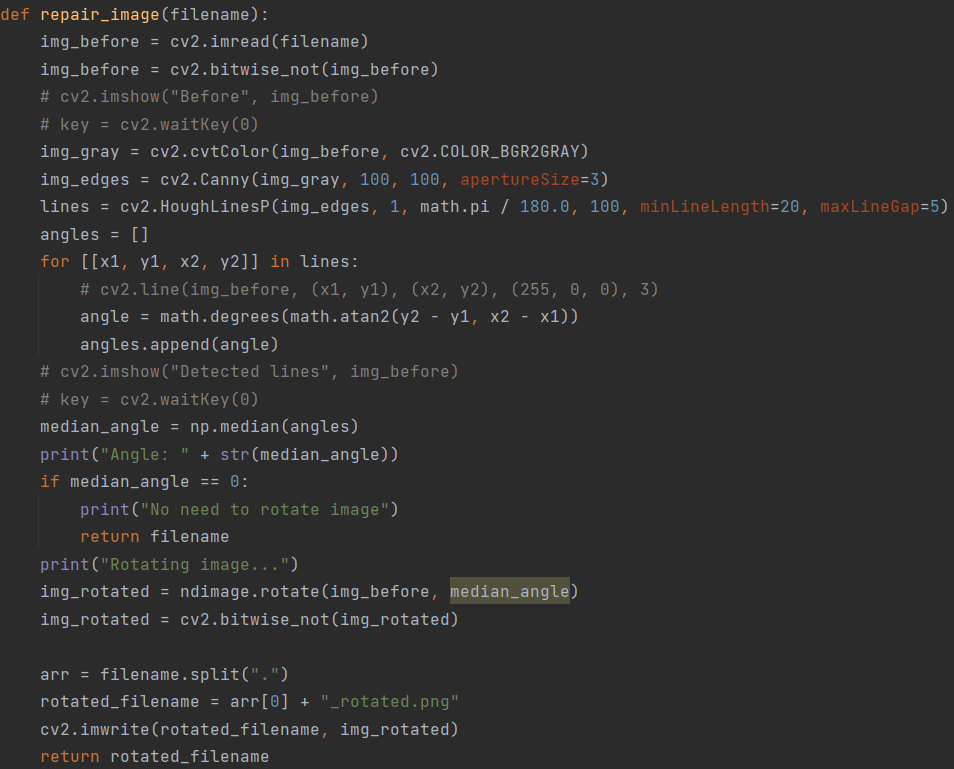 def repair_image(filename):
    img_before = cv2.imread(filename)
    img_before = cv2.bitwise_not(img_before)
    # cv2.imshow("Before", img_before)
    # key = cv2.waitKey(0)
    img_gray = cv2.cvtColor(img_before, cv2.COLOR_BGR2GRAY)
    img_edges = cv2.Canny(img_gray, 100, 100, apertureSize=3)
    lines = cv2.HoughLinesP(img_edges, 1, math.pi / 180.0, 100, minLineLength=20, maxLineGap=5)
    angles = []
    for [[x1, y1, x2, y2]] in lines:
        # cv2.line(img_before, (x1, y1), (x2, y2), (255, 0, 0), 3)
        angle = math.degrees(math.atan2(y2 - y1, x2 - x1))
        angles.append(angle)
    # cv2.imshow("Detected lines", img_before)
    # key = cv2.waitKey(0)
    median_angle = np.median(angles)
    print("Angle: " + str(median_angle))
    if median_angle == 0:
        print("No need to rotate image")
        return filename
    print("Rotating image...")
    img_rotated = ndimage.rotate(img_before, median_angle)
    img_rotated = cv2.bitwise_not(img_rotated)

    arr = filename.split(".")
    rotated_filename = arr[0] + "_rotated.png"
    cv2.imwrite(rotated_filename, img_rotated)
    return rotated_filename